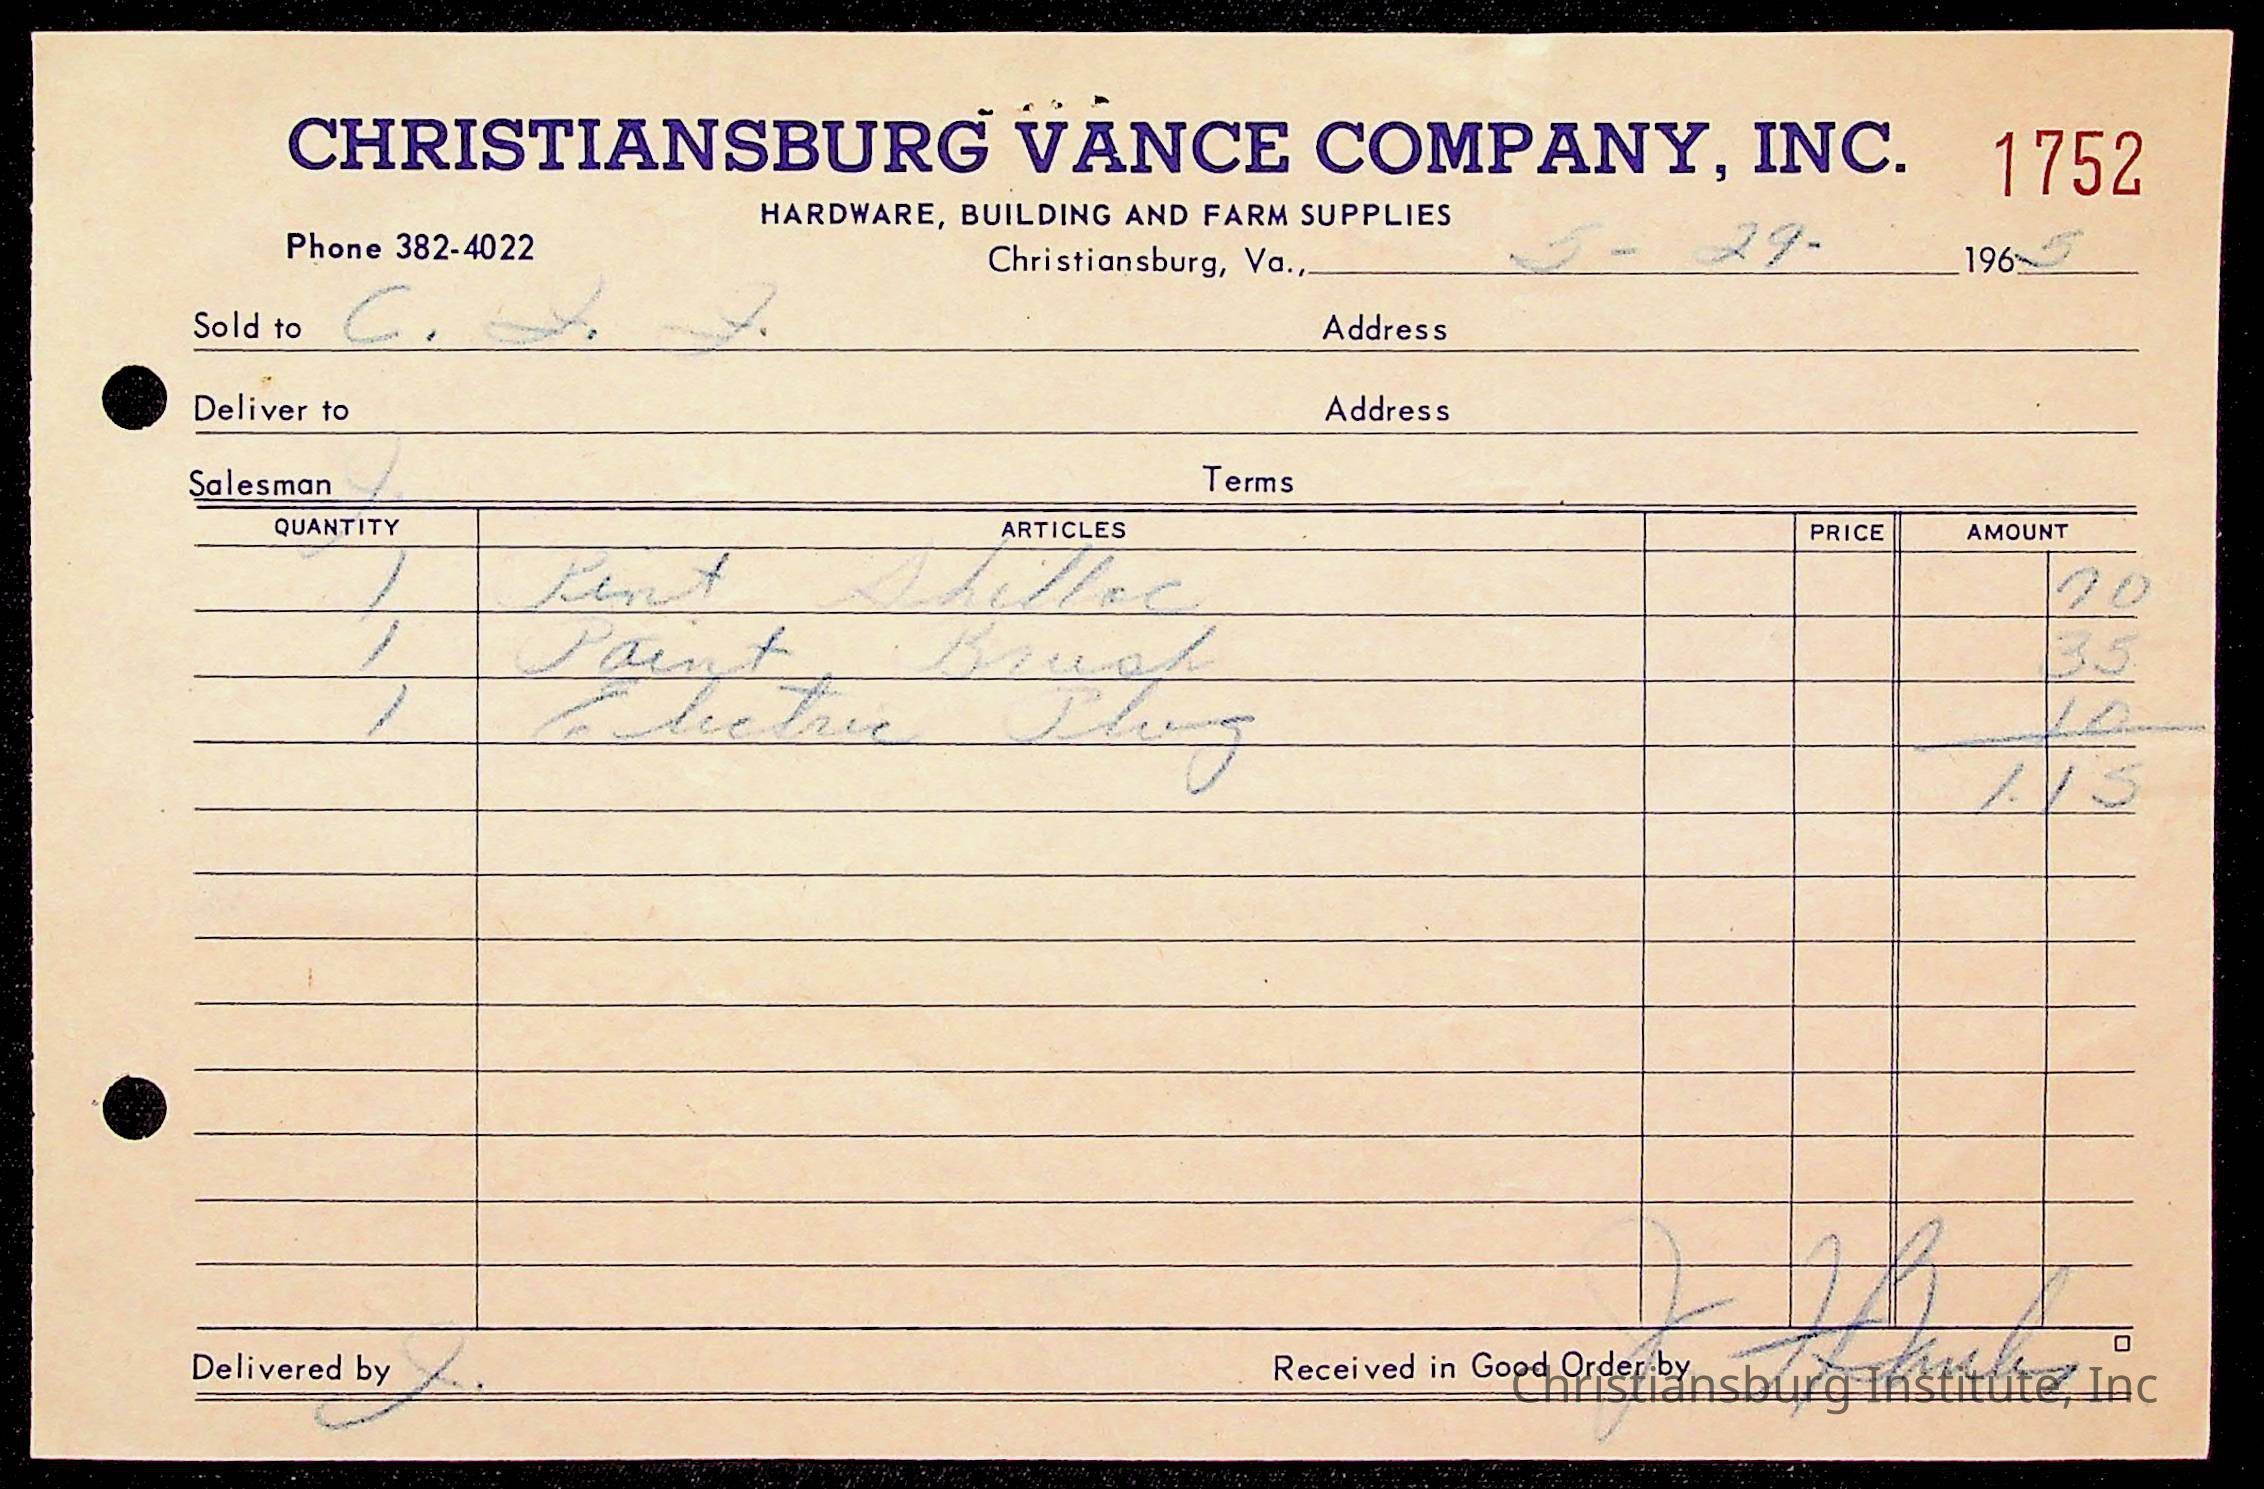 CHRISTIANSBURG VANCE COMPANY, INC. 1752
HARDWARE, BUILDING AND FARM SUPPLIES
Phone 382-4022
Christiansburg, Va., 5 - 29 - 1965
Sold to C. I. I. Address
Deliver to Address
Salesman J. Terms
QUANTITY ARTICLES PRICE AMOUNT
1 Pint Shellac 70
1 Paint Brush 35
1 Electric Plug 10
1.15
Delivered by J. Received in Good Order by J.
Christiansburg Institute, Inc